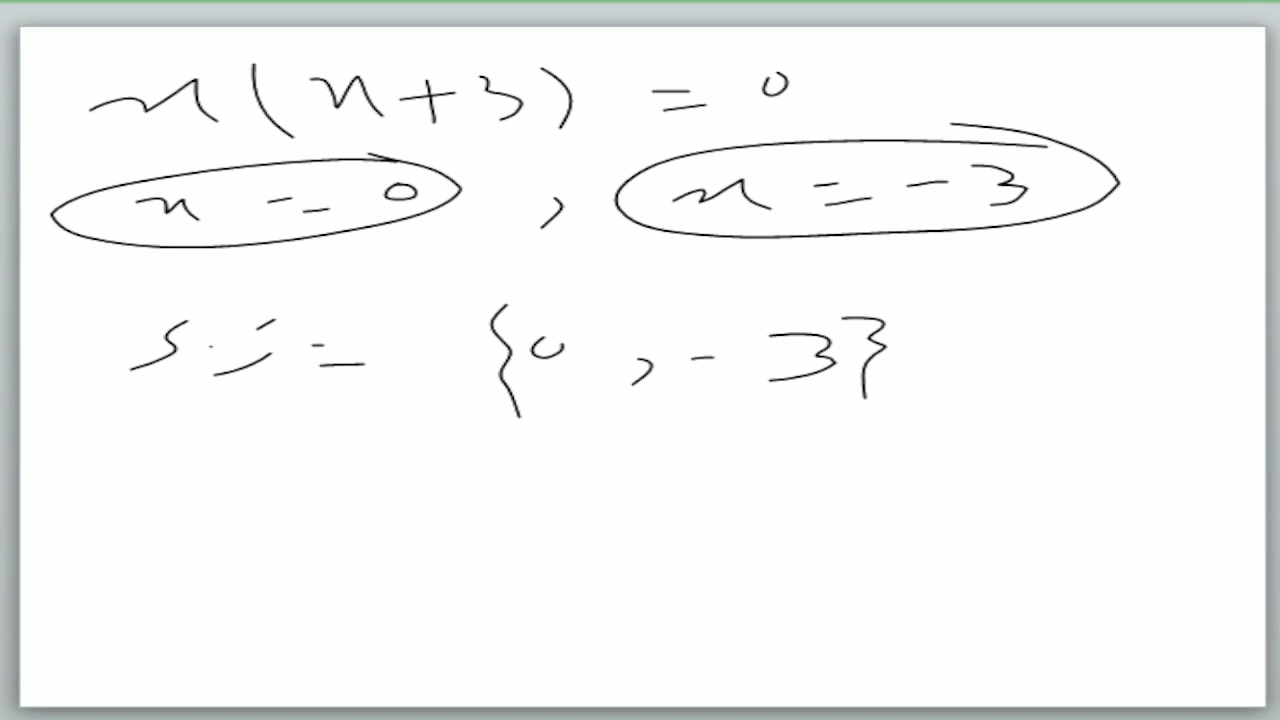 x(x+3) = 0
x = 0 , x = -3
= {0, -3}